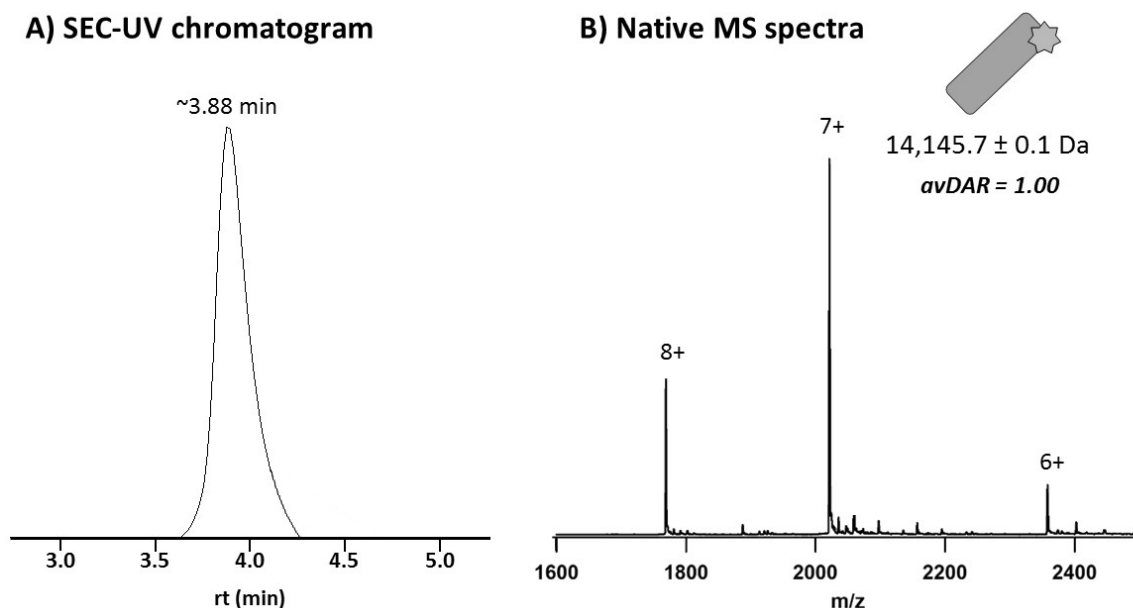 A) SEC-UV chromatogram
~3.88 min
3.0 3.5 4.0 4.5 5.0
rt (min)
B) Native MS spectra
14,145.7 ± 0.1 Da
avDAR = 1.00
7+
8+
6+
1600 1800 2000 2200 2400
m/z